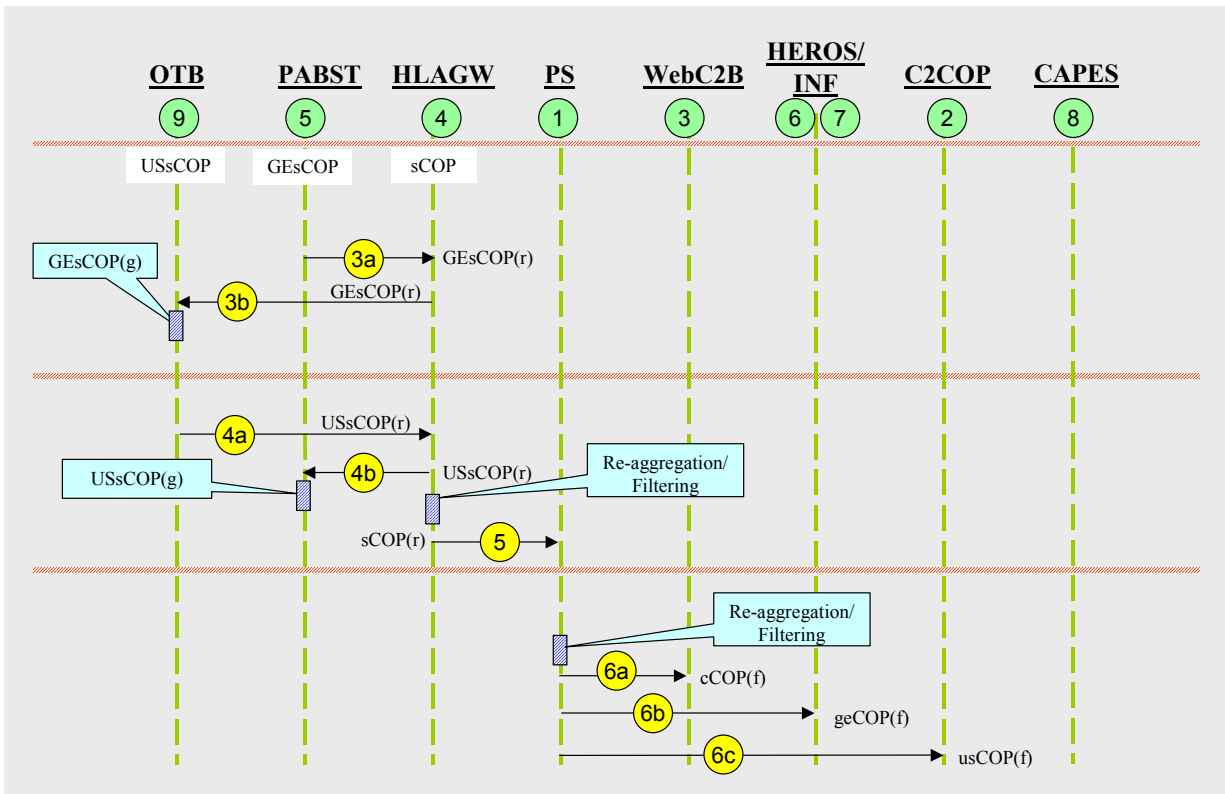 HEROS/
OTB PABST HLAGW PS WebC2B INF C2COP CAPES
9 5 4 1 3 6 7 2 8
USsCOP GEsCOP sCOP
GEsCOP(g)
3a GEsCOP(r)
3b GEsCOP(r)
4a USsCOP(r)
USsCOP(g)
4b USsCOP(r)
Re-aggregation/
Filtering
sCOP(r) 5
Re-aggregation/
Filtering
6a cCOP(f)
6b geCOP(f)
6c usCOP(f)